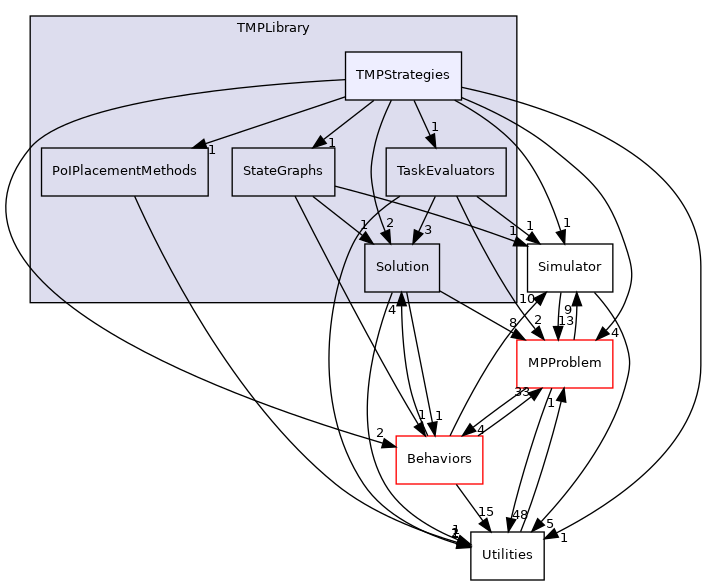 TMPLibrary
TMPStrategies
1
1
1
PoIPlacementMethods
StateGraphs
TaskEvaluators
1
2
3
1
1
1
Solution
Simulator
10
4
9
8
2
13
4
MPProblem
33
1
1
1
2
4
Behaviors
15
48
5
1
1
Utilities